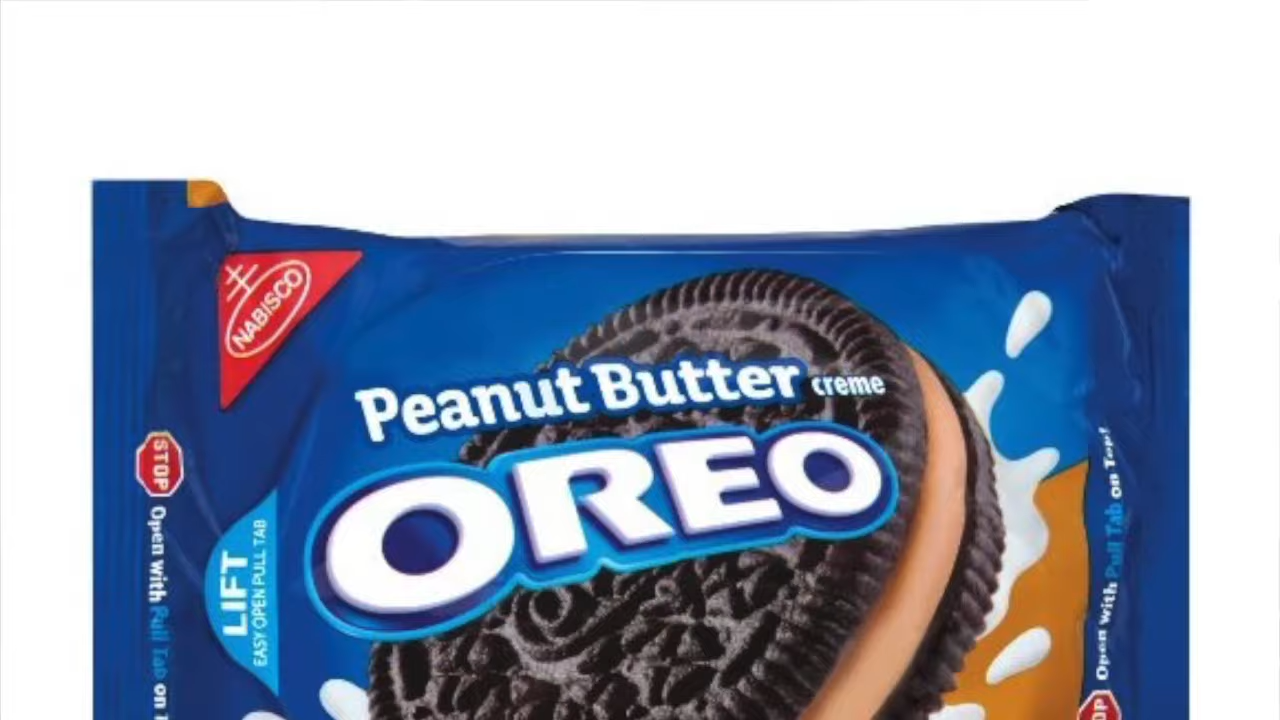 NABISCO
Peanut Butter creme
OREO
STOP
Open with Pull Tab on
LIFT
EASY OPEN PULL TAB
Open with Pull Tab on Top!